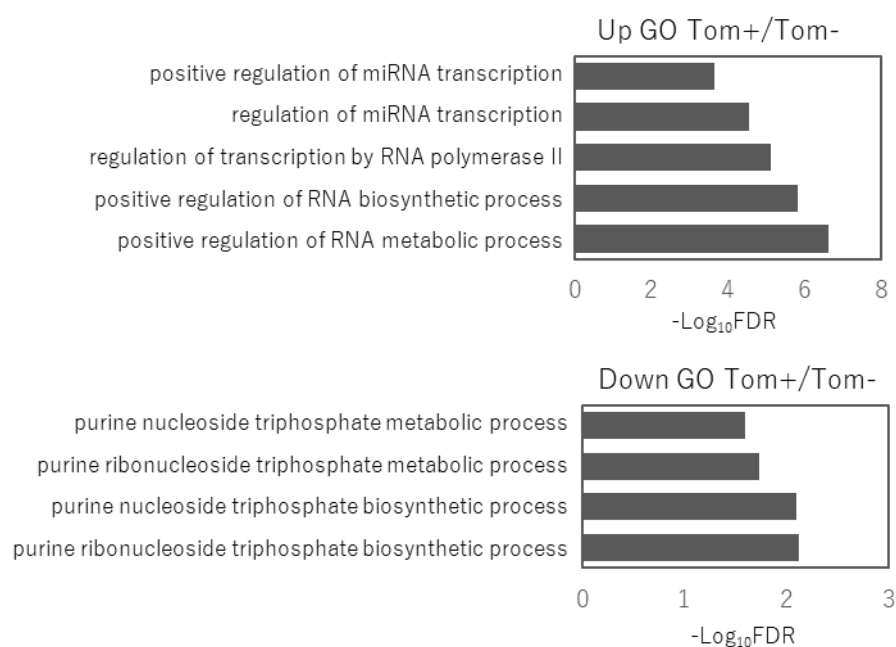 Up GO Tom+/Tom-
positive regulation of miRNA transcription
regulation of miRNA transcription
regulation of transcription by RNA polymerase II
positive regulation of RNA biosynthetic process
positive regulation of RNA metabolic process
0 2 4 6 8
-Log₁₀FDR
Down GO Tom+/Tom-
purine nucleoside triphosphate metabolic process
purine ribonucleoside triphosphate metabolic process
purine nucleoside triphosphate biosynthetic process
purine ribonucleoside triphosphate biosynthetic process
0 1 2 3
-Log₁₀FDR